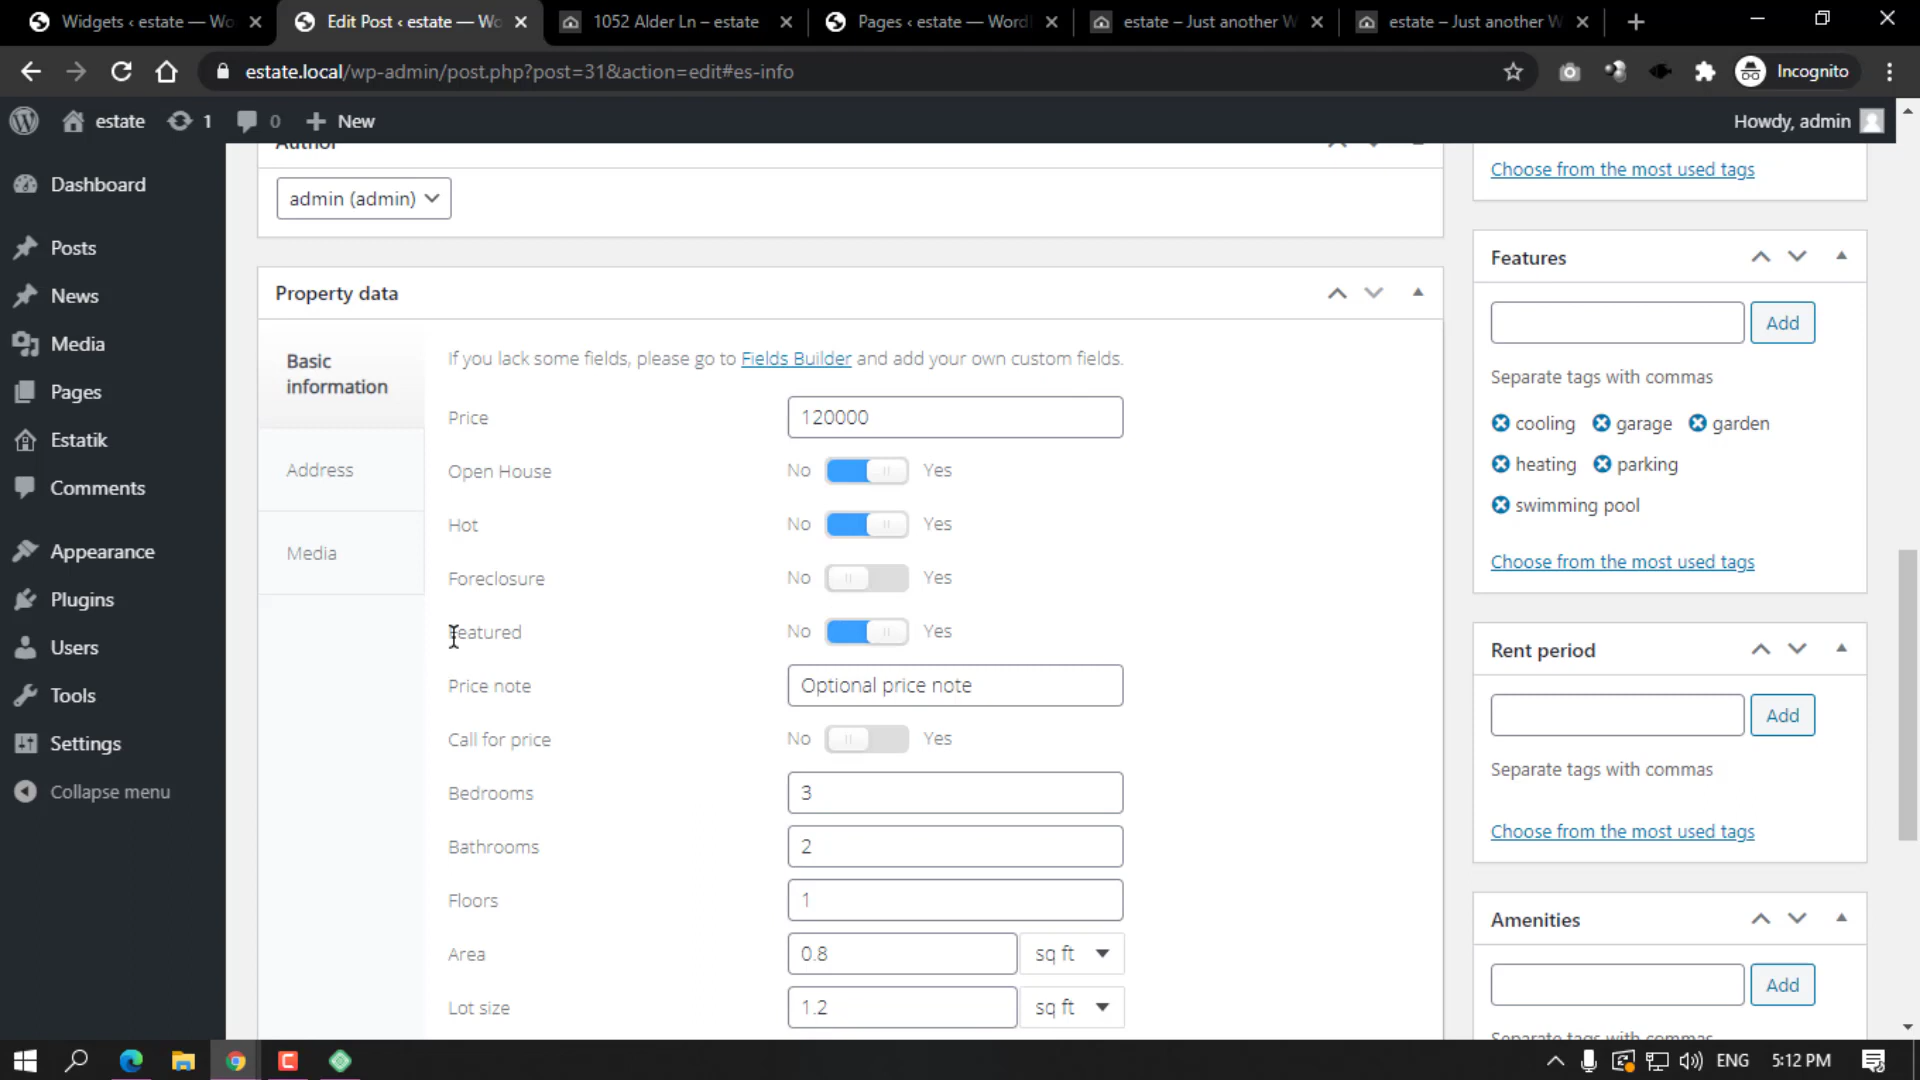 Widgets ‹ estate — Wo
Edit Post ‹ estate — Wo
1052 Alder Ln – estate
Pages ‹ estate — Word
estate – Just another W
estate – Just another W
estate.local/wp-admin/post.php?post=31&action=edit#es-info
Incognito
estate
1
0
New
Howdy, admin
Dashboard
Posts
News
Media
Pages
Estatik
Comments
Appearance
Plugins
Users
Tools
Settings
Collapse menu
Author
admin (admin)
Property data
Basic
information
Address
Media
If you lack some fields, please go to Fields Builder and add your own custom fields.
Price
120000
Open House
No
Yes
Hot
No
Yes
Foreclosure
No
Yes
Featured
No
Yes
Price note
Optional price note
Call for price
No
Yes
Bedrooms
3
Bathrooms
2
Floors
1
Area
0.8
sq ft
Lot size
1.2
sq ft
Choose from the most used tags
Features
Add
Separate tags with commas
cooling
garage
garden
heating
parking
swimming pool
Choose from the most used tags
Rent period
Add
Separate tags with commas
Choose from the most used tags
Amenities
Add
Separate tags with commas
ENG
5:12 PM